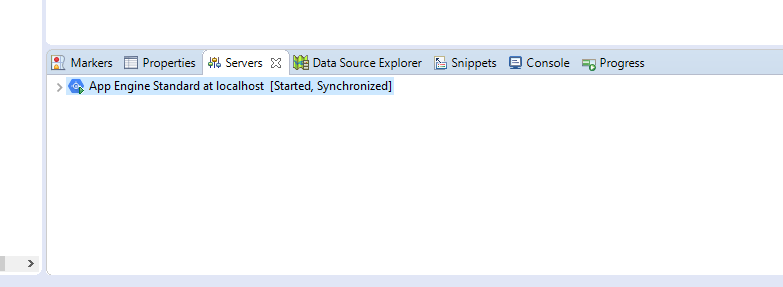 Markers Properties Servers Data Source Explorer Snippets Console Progress
App Engine Standard at localhost [Started, Synchronized]